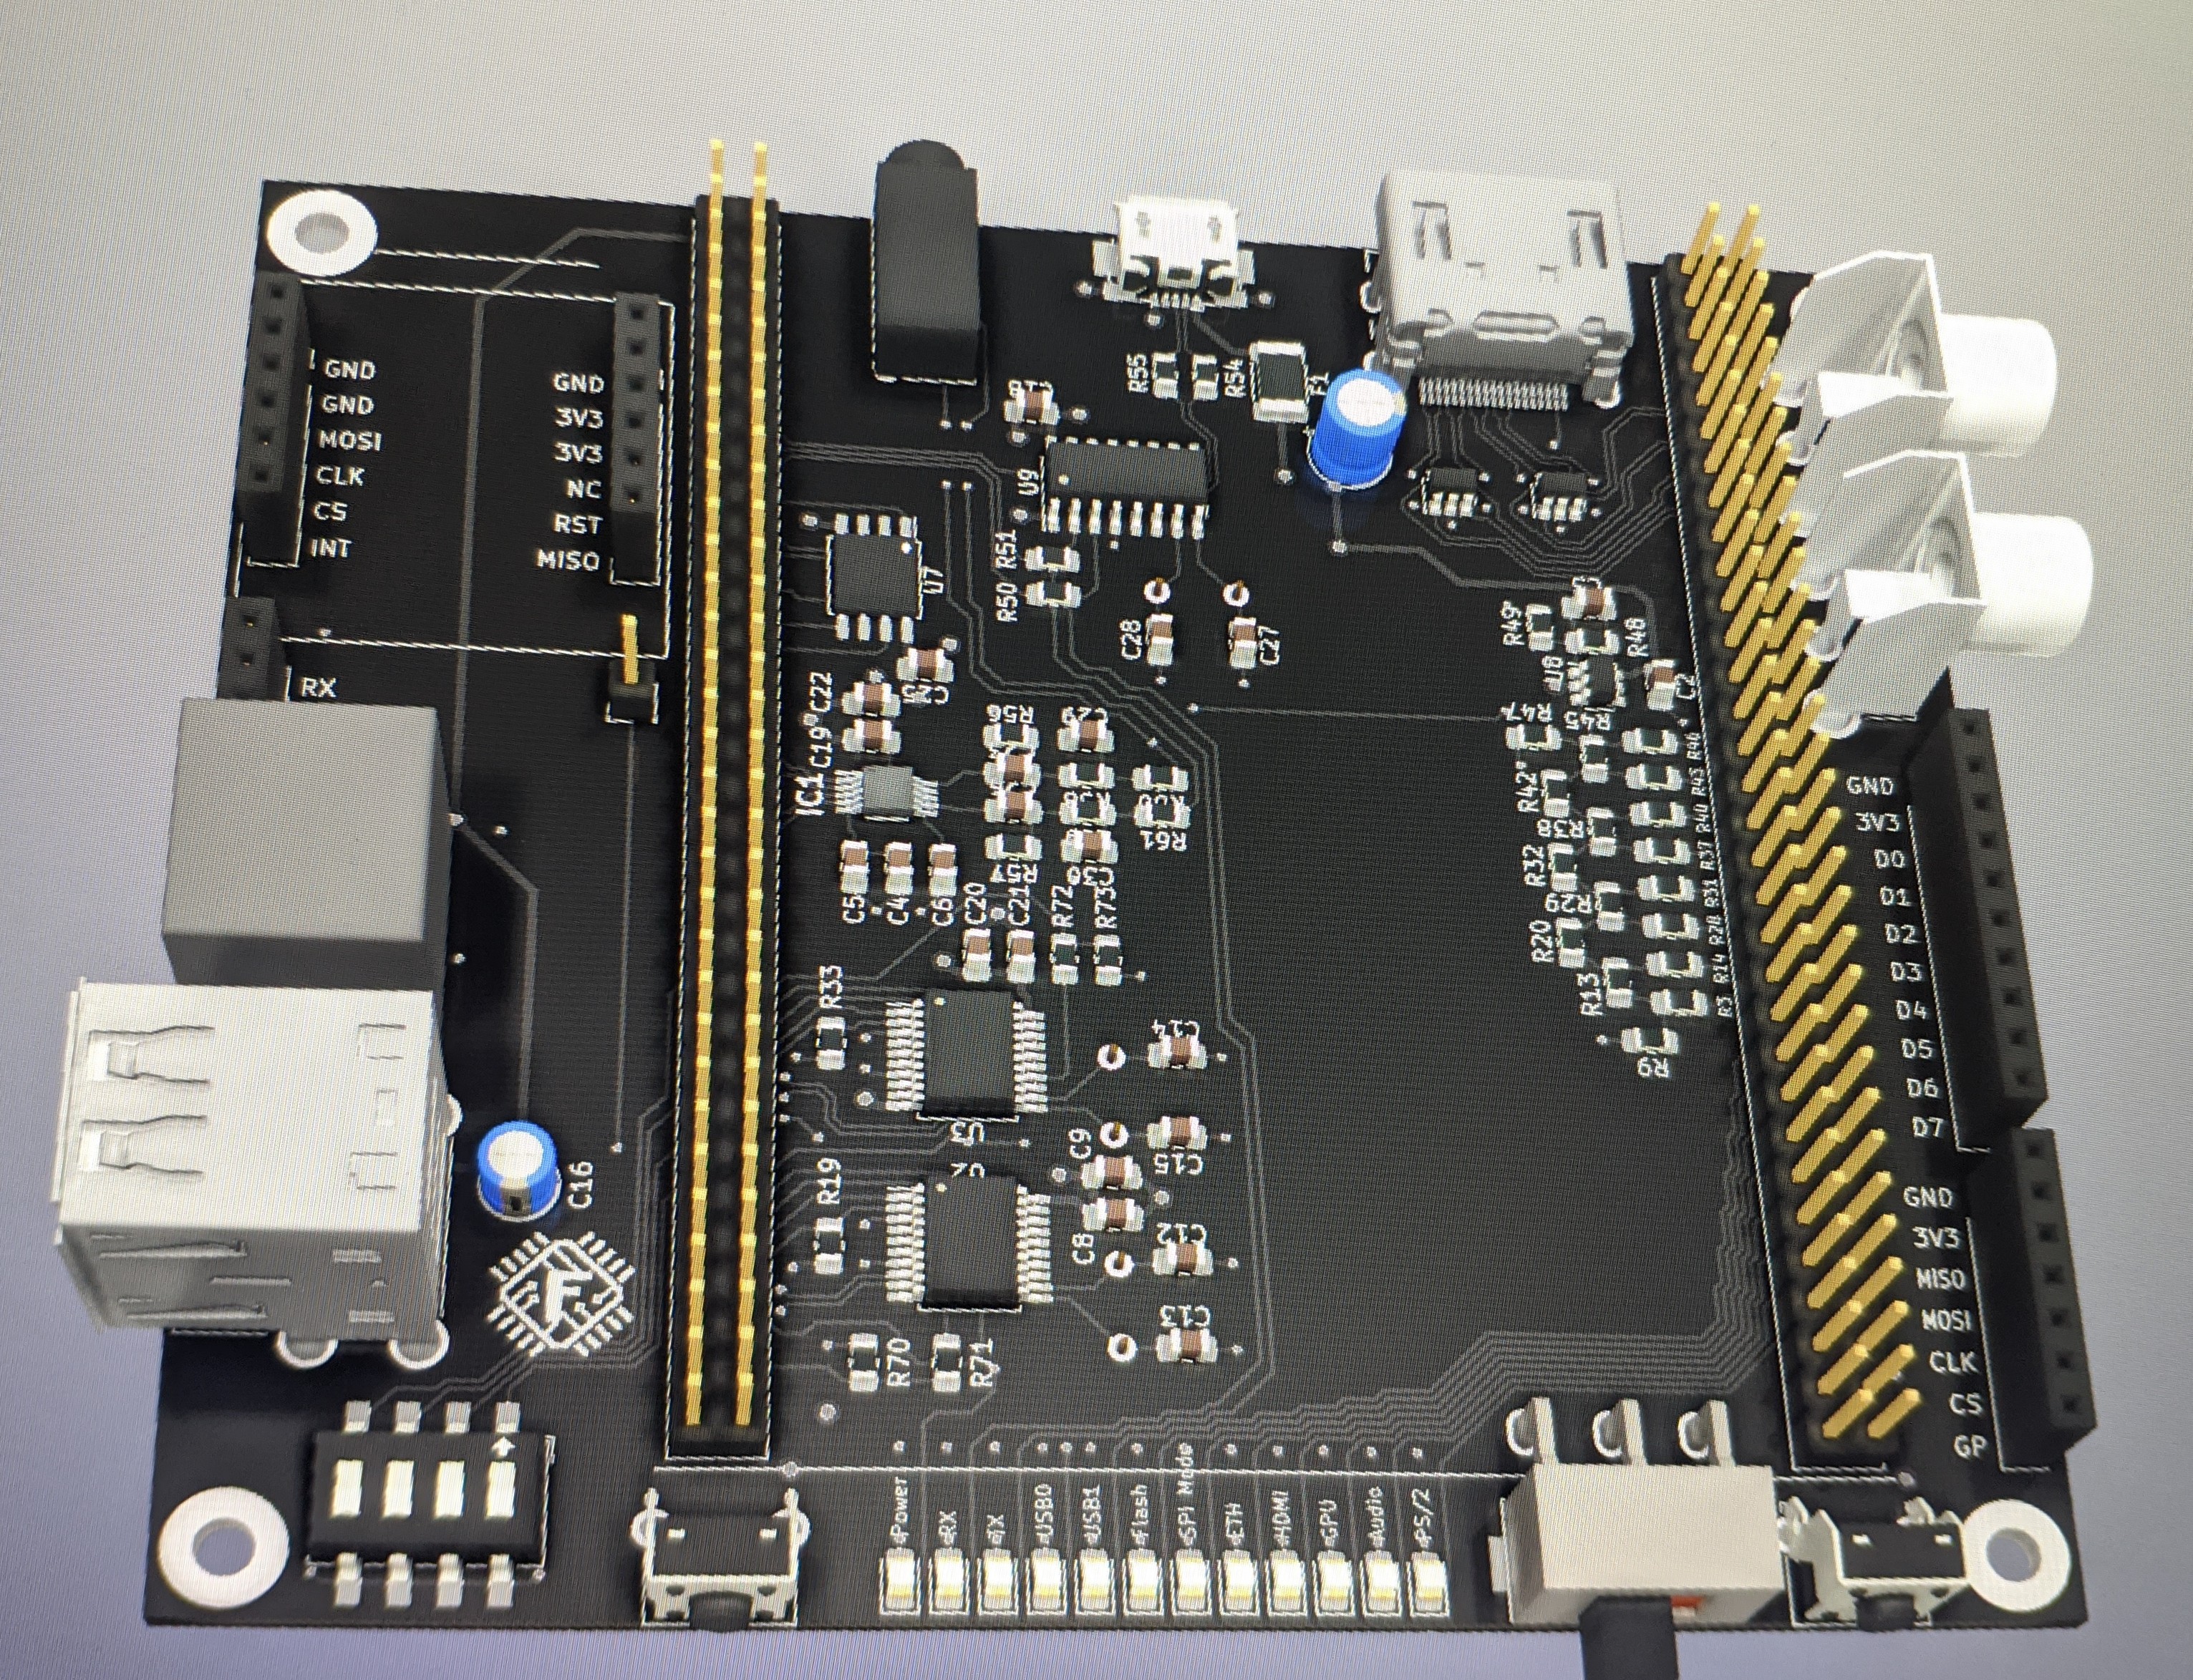 GND
GND
MOSI
CLK
CS
INT
GND
3V3
3V3
NC
RST
MISO
RX
R55
R54
F1
U9
R51
R50
C28
C27
U7
C22
C19
IC1
R56
C29
R61
C5
C4
C6
C20
C21
R72
R73
R33
U3
C14
C15
C9
U2
R19
C8
C12
C13
R70
R71
C16
F
R49
R48
U8
C2
R47
R45
R46
R42
R43
R38
R40
R32
R37
R29
R31
R20
R28
R13
R14
R9
GND
3V3
D0
D1
D2
D3
D4
D5
D6
D7
GND
3V3
MISO
MOSI
CLK
CS
GP
Power
RX
TX
USB0
USB1
Flash
SPI Mode
ETH
HDMI
GPU
Audio
PS/2